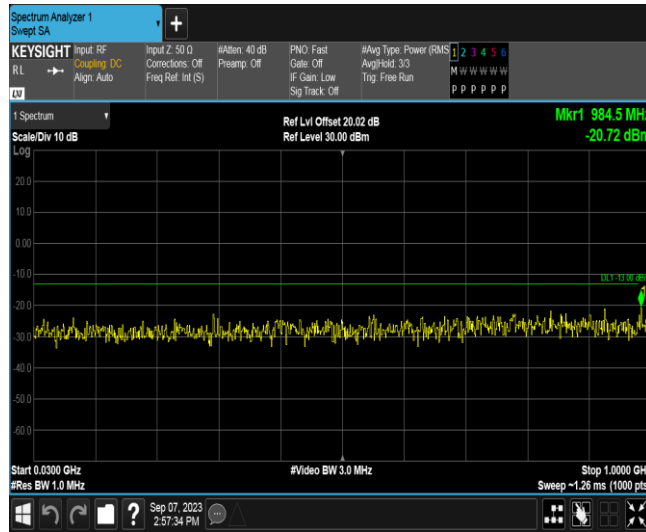 Spectrum Analyzer 1
Swept SA
+
KEYSIGHT Input: RF Input Z: 50 Ω #Atten: 40 dB PNO: Fast #Avg Type: Power (RMS 1 2 3 4 5 6
RL Coupling: DC Corrections: Off Preamp: Off Gate: Off Avg|Hold: 3/3 M W W W W W
Align: Auto Freq Ref: Int (S) IF Gain: Low Trig: Free Run
Sig Track: Off P P P P P P
LXI
1 Spectrum Ref Lvl Offset 20.02 dB Mkr1 984.5 MHz
Scale/Div 10 dB Ref Level 30.00 dBm -20.72 dBm
Log
20.0
10.0
0.00
DL1 -13.00 dBm
-10.0
1
-20.0
-30.0
-40.0
-50.0
-60.0
Start 0.0300 GHz #Video BW 3.0 MHz Stop 1.0000 GH
#Res BW 1.0 MHz Sweep ~1.26 ms (1000 pts
? Sep 07, 2023
2:57:34 PM